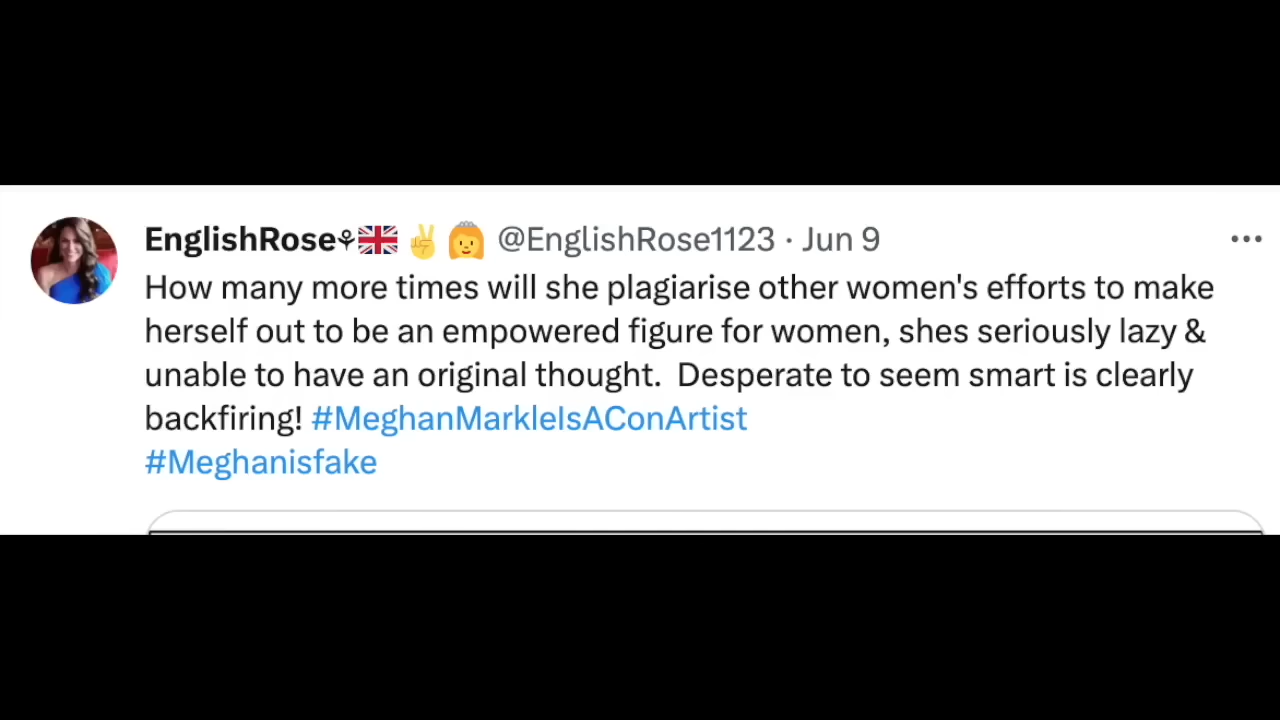 EnglishRose⚘🇬🇧✌️👸 @EnglishRose1123 · Jun 9
How many more times will she plagiarise other women's efforts to make
herself out to be an empowered figure for women, shes seriously lazy &
unable to have an original thought.  Desperate to seem smart is clearly
backfiring! #MeghanMarkleIsAConArtist
#Meghanisfake